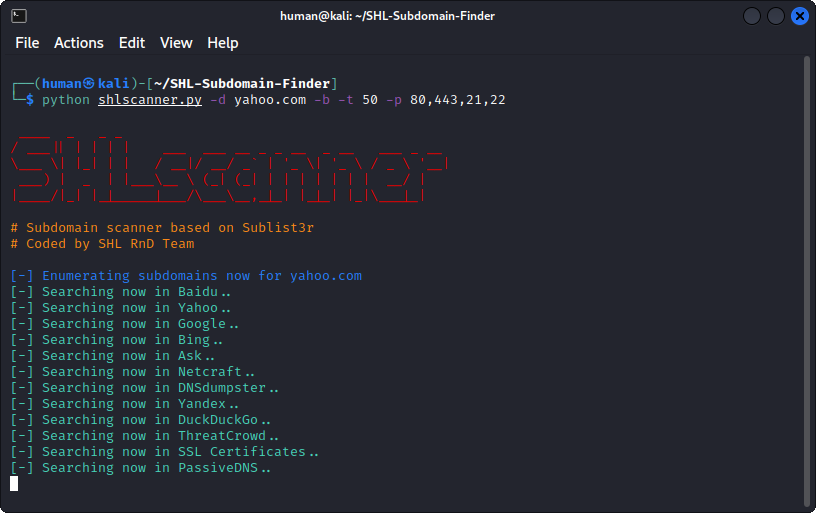 human@kali: ~/SHL-Subdomain-Finder
File Actions Edit View Help
┌──(human㉿kali)-[~/SHL-Subdomain-Finder]
└─$ python shlscanner.py -d yahoo.com -b -t 50 -p 80,443,21,22
SHLscanner
# Subdomain scanner based on Sublist3r
# Coded by SHL RnD Team
[-] Enumerating subdomains now for yahoo.com
[-] Searching now in Baidu..
[-] Searching now in Yahoo..
[-] Searching now in Google..
[-] Searching now in Bing..
[-] Searching now in Ask..
[-] Searching now in Netcraft..
[-] Searching now in DNSdumpster..
[-] Searching now in Yandex..
[-] Searching now in DuckDuckGo..
[-] Searching now in ThreatCrowd..
[-] Searching now in SSL Certificates..
[-] Searching now in PassiveDNS..